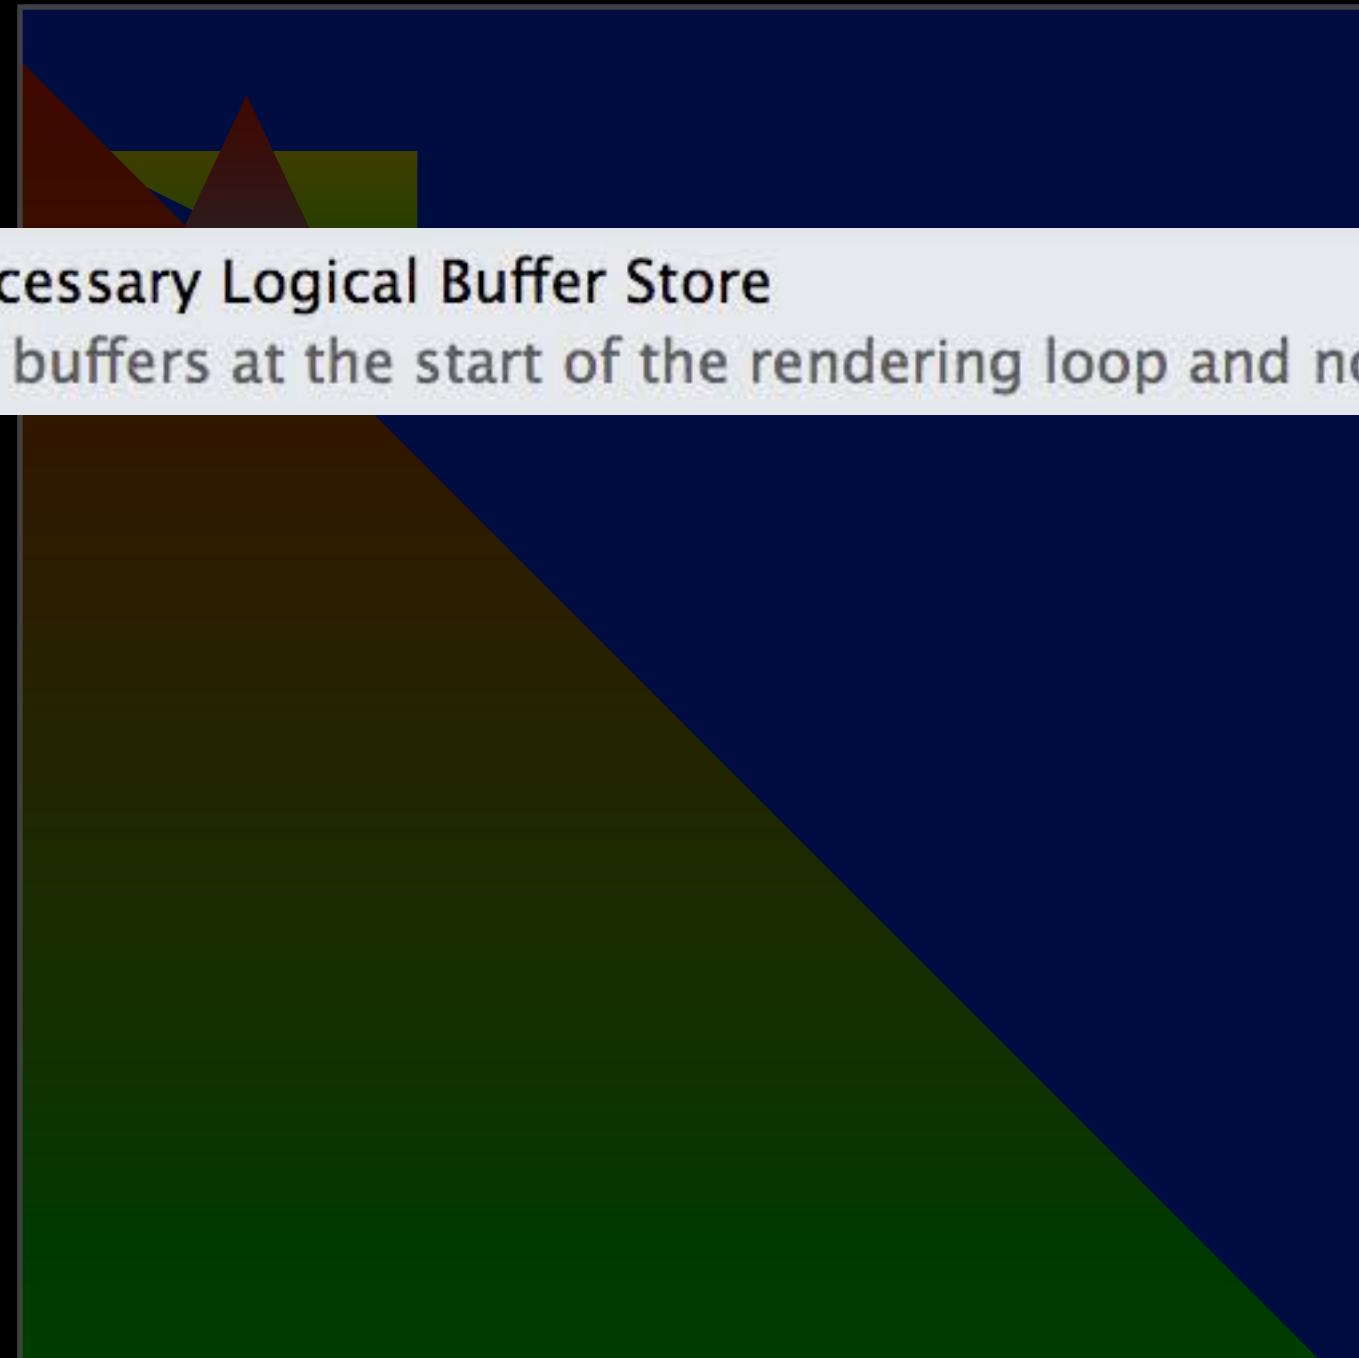 cessary Logical Buffer Store
buffers at the start of the rendering loop and